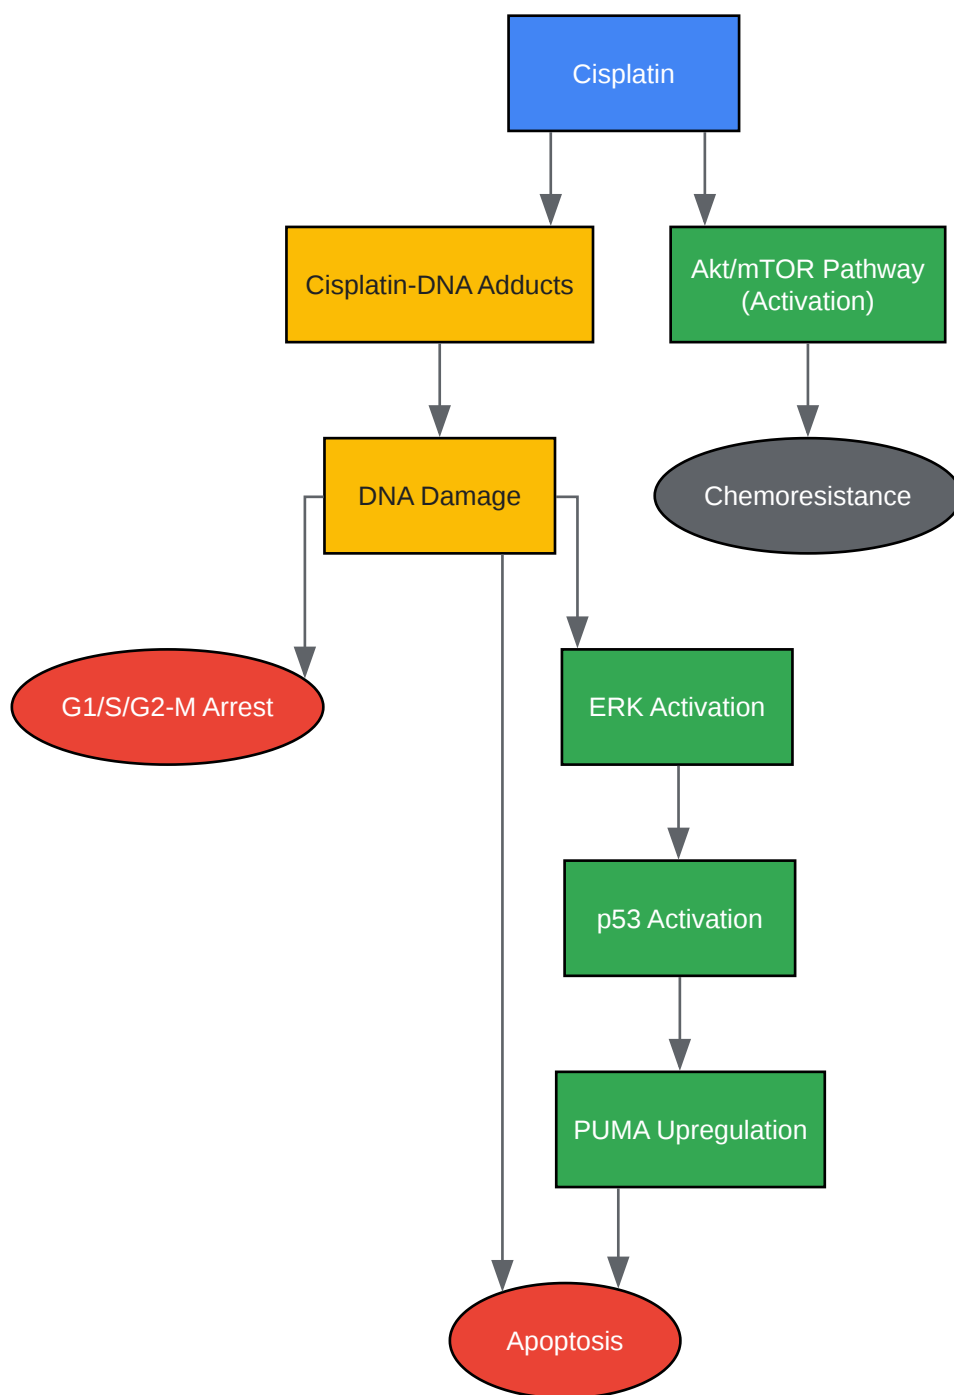 Cisplatin
Cisplatin-DNA Adducts
Akt/mTOR Pathway
(Activation)
DNA Damage
Chemoresistance
G1/S/G2-M Arrest
ERK Activation
p53 Activation
PUMA Upregulation
Apoptosis